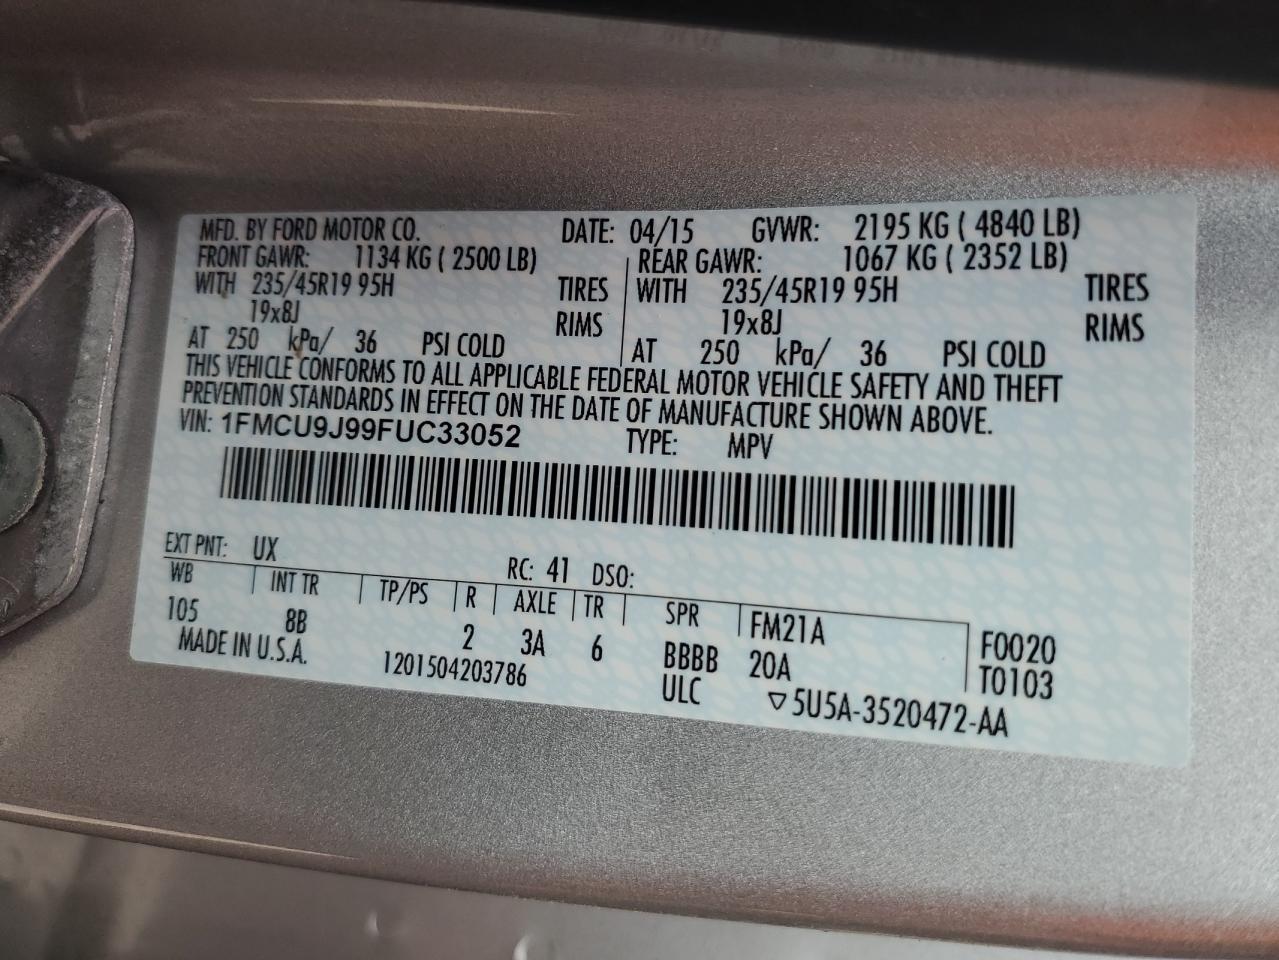 MFD. BY FORD MOTOR CO. DATE: 04/15 GVWR: 2195 KG ( 4840 LB)
FRONT GAWR: 1134 KG ( 2500 LB) REAR GAWR: 1067 KG ( 2352 LB)
WITH 235/45R19 95H TIRES WITH 235/45R19 95H TIRES
19x8J RIMS 19x8J RIMS
AT 250 kPa/ 36 PSI COLD AT 250 kPa/ 36 PSI COLD
THIS VEHICLE CONFORMS TO ALL APPLICABLE FEDERAL MOTOR VEHICLE SAFETY AND THEFT
PREVENTION STANDARDS IN EFFECT ON THE DATE OF MANUFACTURE SHOWN ABOVE.
VIN: 1FMCU9J99FUC33052 TYPE: MPV
EXT PNT: UX RC: 41 DSO:
WB INT TR TP/PS R AXLE TR SPR FM21A F0020
105 8B 2 3A 6 BBBB 20A T0103
MADE IN U.S.A. 1201504203786 ULC ▽5U5A-3520472-AA